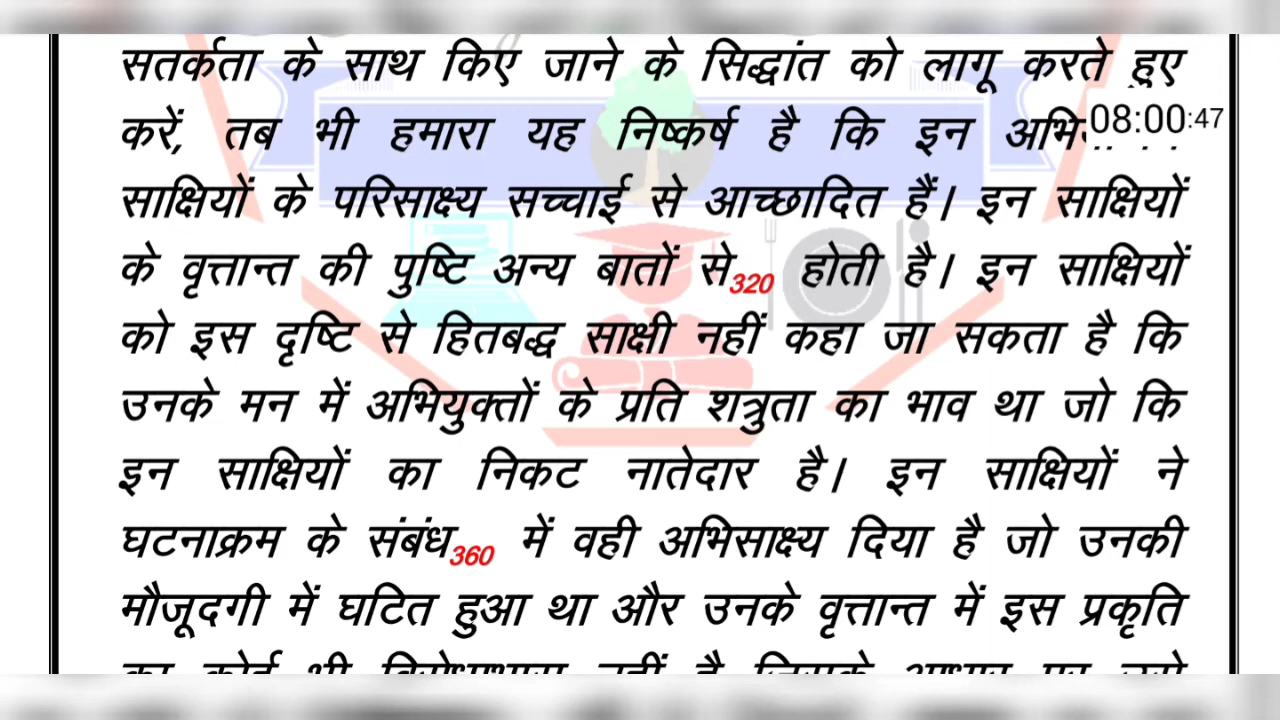 सतर्कता के साथ किए जाने के सिद्धांत को लागू करते हुए
करें, तब भी हमारा यह निष्कर्ष है कि इन
08:00:47
साक्षियों के परिसाक्ष्य सच्चाई से आच्छादित हैं। इन साक्षियों
के वृत्तान्त की पुष्टि अन्य बातों से320 होती है। इन साक्षियों
को इस दृष्टि से हितबद्ध साक्षी नहीं कहा जा सकता है कि
उनके मन में अभियुक्तों के प्रति शत्रुता का भाव था जो कि
इन साक्षियों का निकट नातेदार है। इन साक्षियों ने
घटनाक्रम के संबंध360 में वही अभिसाक्ष्य दिया है जो उनकी
मौजूदगी में घटित हुआ था और उनके वृत्तान्त में इस प्रकृति